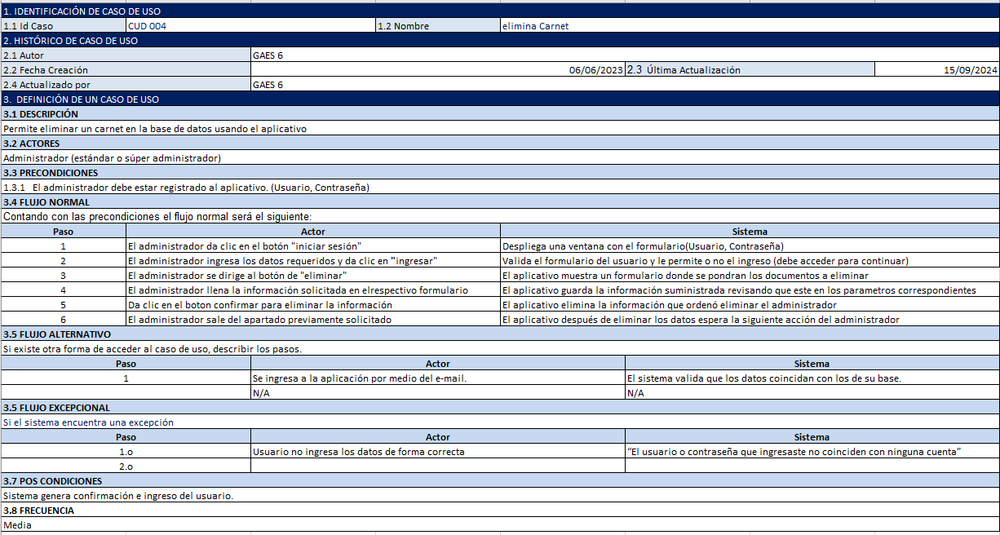 1. IDENTIFICACIÓN DE CASO DE USO
1.1 Id Caso CUD 004 1.2 Nombre elimina Carnet
2. HISTÓRICO DE CASO DE USO
2.1 Autor GAES 6
2.2 Fecha Creación 06/06/2023 2.3 Última Actualización 15/09/2024
2.4 Actualizado por GAES 6
3. DEFINICIÓN DE UN CASO DE USO
3.1 DESCRIPCIÓN
Permite eliminar un carnet en la base de datos usando el aplicativo
3.2 ACTORES
Administrador (estándar o súper administrador)
3.3 PRECONDICIONES
1.3.1 El administrador debe estar registrado al aplicativo. (Usuario, Contraseña)
3.4 FLUJO NORMAL
Contando con las precondiciones el flujo normal será el siguiente:
Paso Actor Sistema
1 El administrador da clic en el botón "iniciar sesión" Despliega una ventana con el formulario(Usuario, Contraseña)
2 El administrador ingresa los datos requeridos y da clic en "ingresar" Valida el formulario del usuario y le permite o no el ingreso (debe acceder para continuar)
3 El administrador se dirige al botón de "eliminar" El aplicativo muestra un formulario donde se pondran los documentos a eliminar
4 El administrador llena la información solicitada en elrespectivo formulario El aplicativo guarda la información suministrada revisando que este en los parametros correspondientes
5 Da clic en el boton confirmar para eliminar la información El aplicativo elimina la información que ordenó eliminar el administrador
6 El administrador sale del apartado previamente solicitado El aplicativo después de eliminar los datos espera la siguiente acción del administrador
3.5 FLUJO ALTERNATIVO
Si existe otra forma de acceder al caso de uso, describir los pasos.
Paso Actor Sistema
1 Se ingresa a la aplicación por medio del e-mail. El sistema valida que los datos coincidan con los de su base.
N/A N/A
3.5 FLUJO EXCEPCIONAL
Si el sistema encuentra una excepción
Paso Actor Sistema
1.o Usuario no ingresa los datos de forma correcta “El usuario o contraseña que ingresaste no coinciden con ninguna cuenta”
2.o
3.7 POS CONDICIONES
Sistema genera confirmación e ingreso del usuario.
3.8 FRECUENCIA
Media